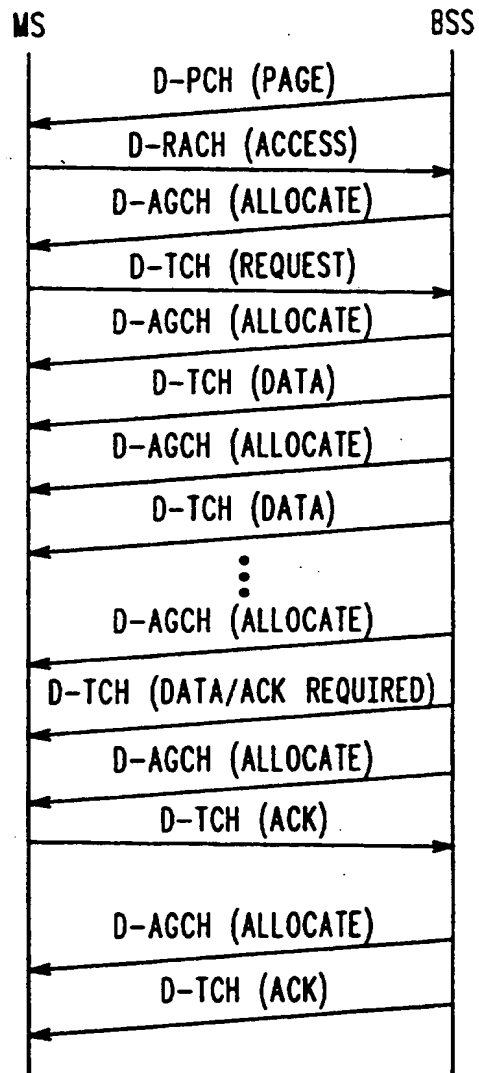 MS BSS
D-PCH (PAGE)
D-RACH (ACCESS)
D-AGCH (ALLOCATE)
D-TCH (REQUEST)
D-AGCH (ALLOCATE)
D-TCH (DATA)
D-AGCH (ALLOCATE)
D-TCH (DATA)
D-AGCH (ALLOCATE)
D-TCH (DATA/ACK REQUIRED)
D-AGCH (ALLOCATE)
D-TCH (ACK)
D-AGCH (ALLOCATE)
D-TCH (ACK)